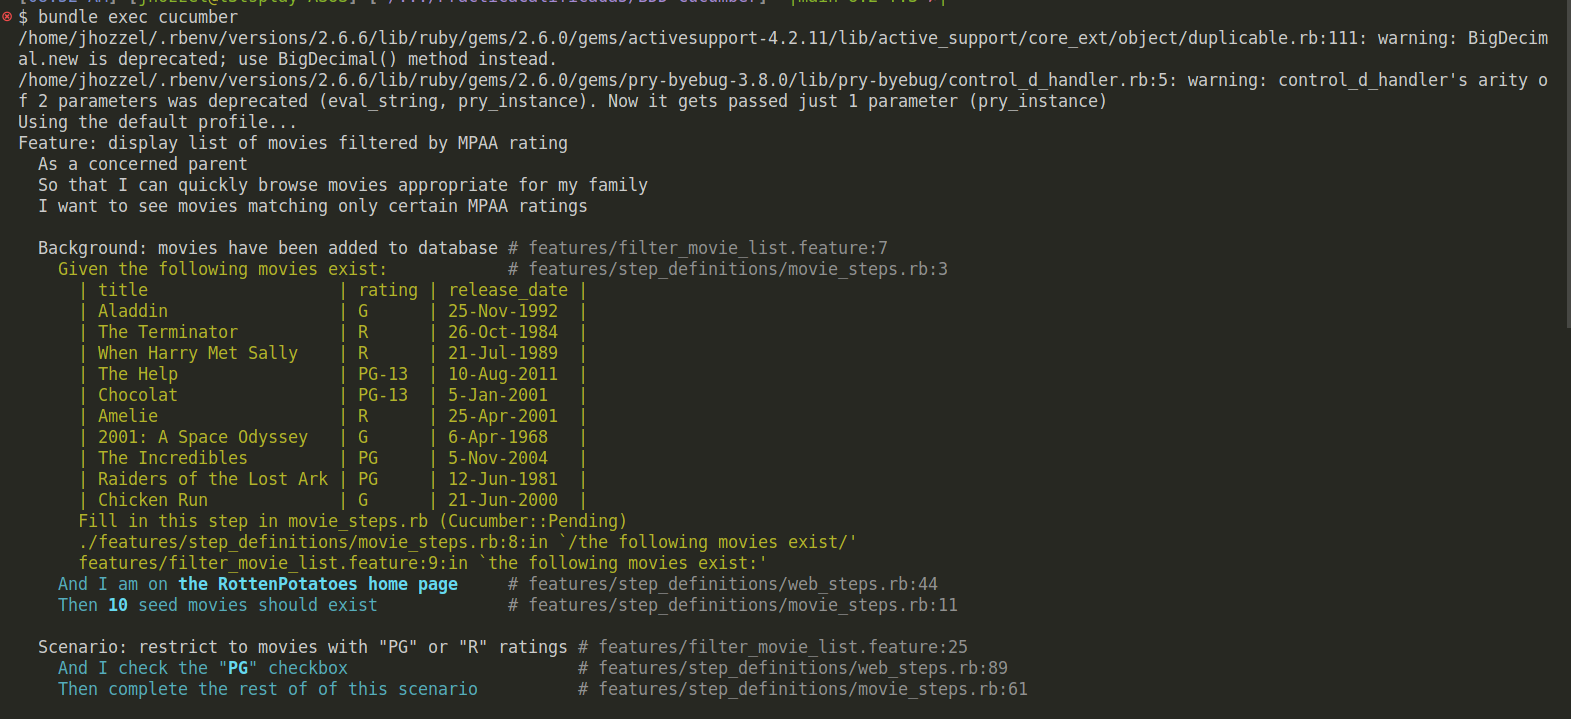 $ bundle exec cucumber
/home/jhozzel/.rbenv/versions/2.6.6/lib/ruby/gems/2.6.0/gems/activesupport-4.2.11/lib/active_support/core_ext/object/duplicable.rb:111: warning: BigDecim
al.new is deprecated; use BigDecimal() method instead.
/home/jhozzel/.rbenv/versions/2.6.6/lib/ruby/gems/2.6.0/gems/pry-byebug-3.8.0/lib/pry-byebug/control_d_handler.rb:5: warning: control_d_handler's arity o
f 2 parameters was deprecated (eval_string, pry_instance). Now it gets passed just 1 parameter (pry_instance)
Using the default profile...
Feature: display list of movies filtered by MPAA rating
  As a concerned parent
  So that I can quickly browse movies appropriate for my family
  I want to see movies matching only certain MPAA ratings

  Background: movies have been added to database # features/filter_movie_list.feature:7
    Given the following movies exist:            # features/step_definitions/movie_steps.rb:3
      | title                   | rating | release_date |
      | Aladdin                 | G      | 25-Nov-1992  |
      | The Terminator          | R      | 26-Oct-1984  |
      | When Harry Met Sally    | R      | 21-Jul-1989  |
      | The Help                | PG-13  | 10-Aug-2011  |
      | Chocolat                | PG-13  | 5-Jan-2001   |
      | Amelie                  | R      | 25-Apr-2001  |
      | 2001: A Space Odyssey   | G      | 6-Apr-1968   |
      | The Incredibles         | PG     | 5-Nov-2004   |
      | Raiders of the Lost Ark | PG     | 12-Jun-1981  |
      | Chicken Run             | G      | 21-Jun-2000  |
      Fill in this step in movie_steps.rb (Cucumber::Pending)
      ./features/step_definitions/movie_steps.rb:8:in `/the following movies exist/'
      features/filter_movie_list.feature:9:in `the following movies exist:'
    And I am on the RottenPotatoes home page     # features/step_definitions/web_steps.rb:44
    Then 10 seed movies should exist             # features/step_definitions/movie_steps.rb:11

  Scenario: restrict to movies with "PG" or "R" ratings # features/filter_movie_list.feature:25
    And I check the "PG" checkbox                       # features/step_definitions/web_steps.rb:89
    Then complete the rest of of this scenario          # features/step_definitions/movie_steps.rb:61